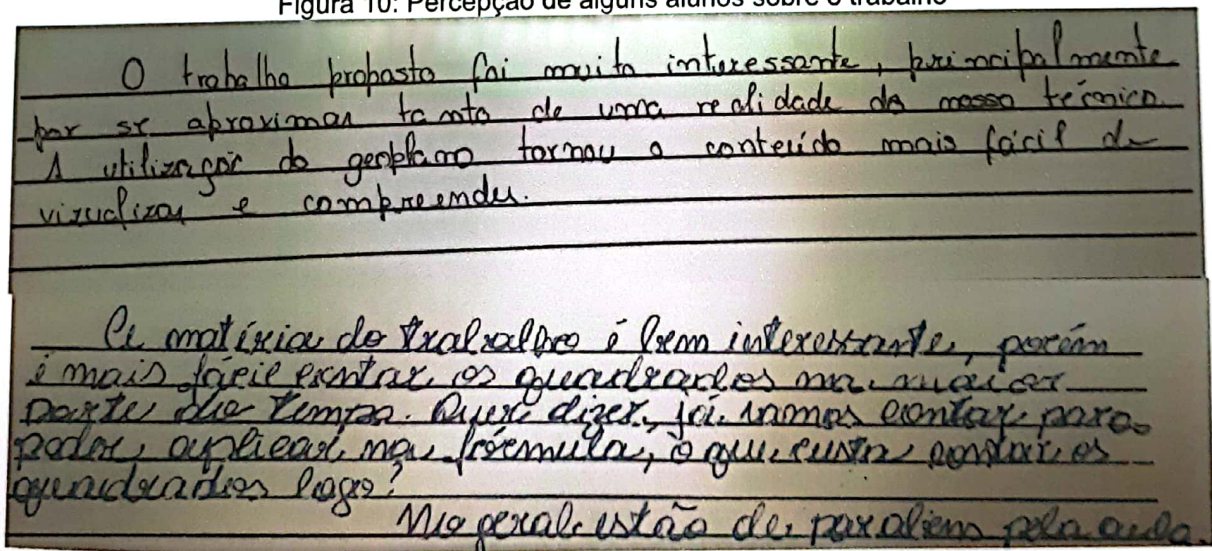 Figura 10: Percepção de alguns alunos sobre o trabalho
O trabalho proposto foi muito interessante, principalmente
por se aproximar tanto de uma realidade do nosso técnico.
A utilização do geoplano tornou o conteúdo mais fácil de
vizualizar e compreender.
A matéria do trabalho é bem interessante, porém
é mais fácil contar os quadrados na maior
parte do tempo. Quer dizer, já vamos contar para
poder aplicar na fórmula, o que custa contar os
quadrados logo?
No geral estão de parabens pela aula.